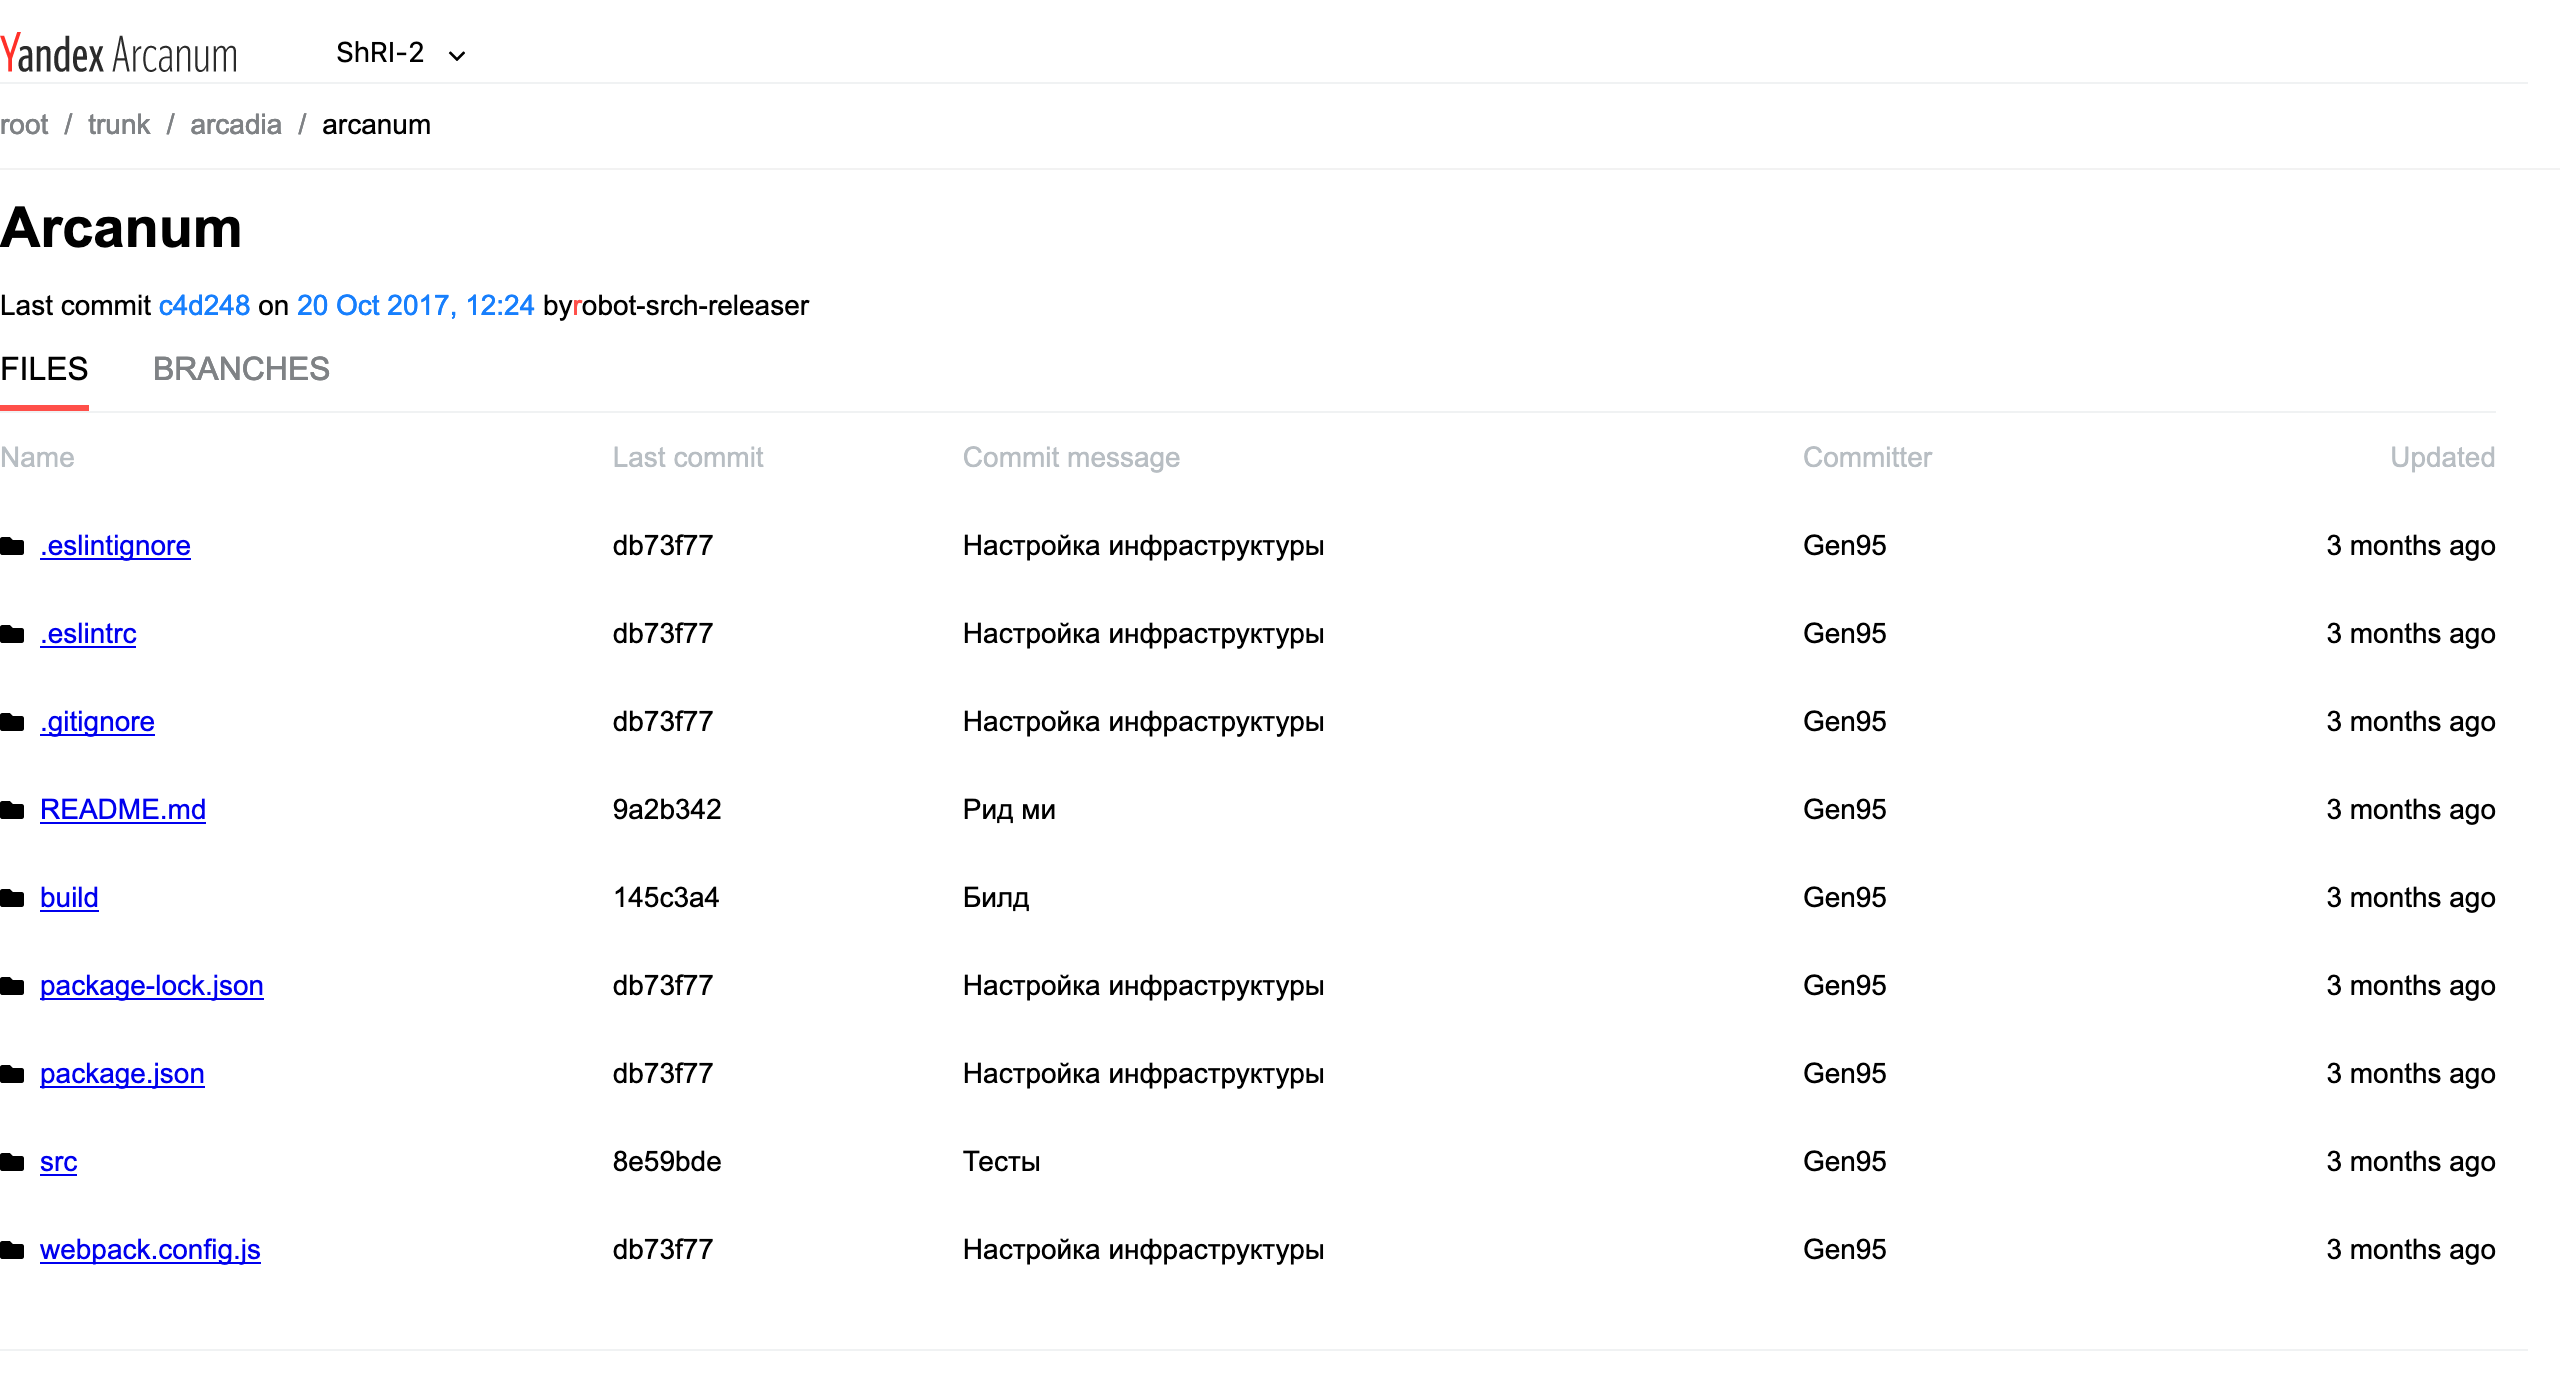 Yandex Arcanum ShRI-2
root / trunk / arcadia / arcanum
Arcanum
Last commit c4d248 on 20 Oct 2017, 12:24 byrobot-srch-releaser
FILES BRANCHES
Name Last commit Commit message Committer Updated
.eslintignore db73f77 Настройка инфраструктуры Gen95 3 months ago
.eslintrc db73f77 Настройка инфраструктуры Gen95 3 months ago
.gitignore db73f77 Настройка инфраструктуры Gen95 3 months ago
README.md 9a2b342 Рид ми Gen95 3 months ago
build 145c3a4 Билд Gen95 3 months ago
package-lock.json db73f77 Настройка инфраструктуры Gen95 3 months ago
package.json db73f77 Настройка инфраструктуры Gen95 3 months ago
src 8e59bde Тесты Gen95 3 months ago
webpack.config.js db73f77 Настройка инфраструктуры Gen95 3 months ago